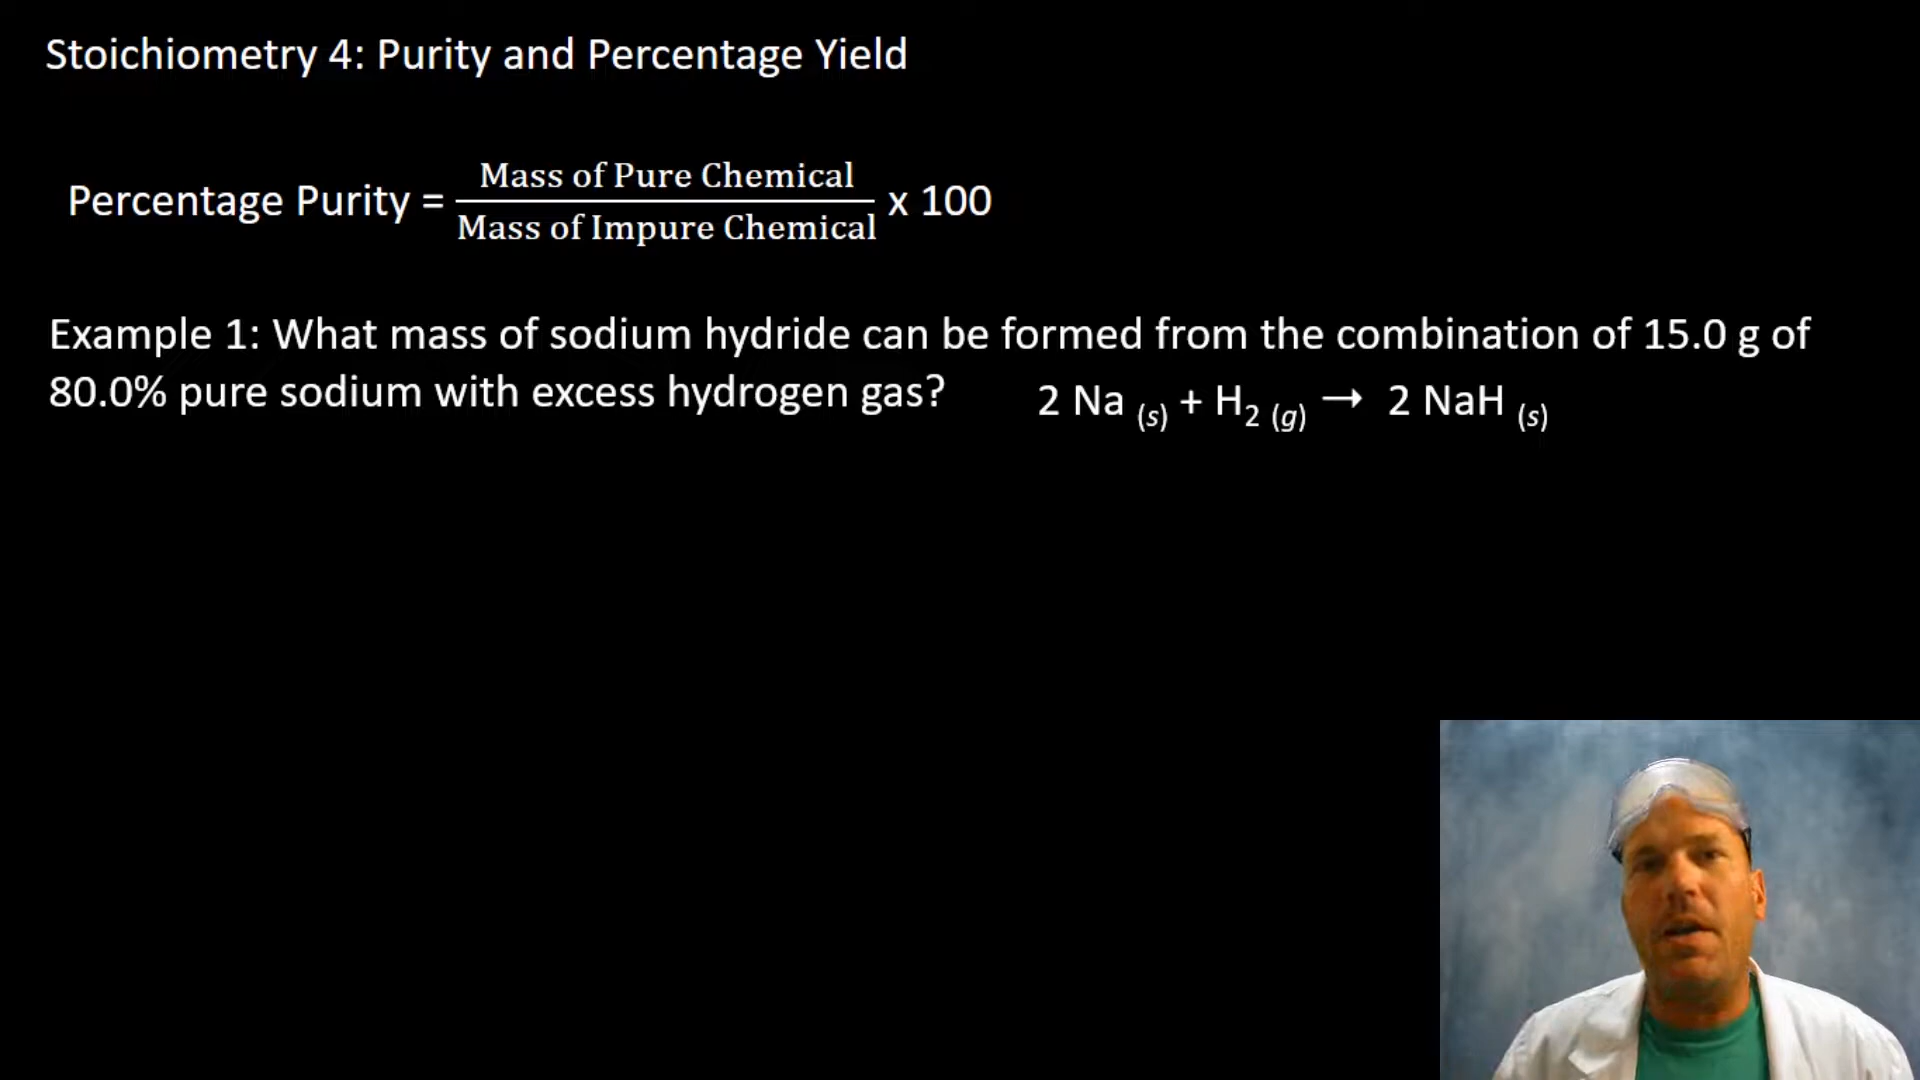 Stoichiometry 4: Purity and Percentage Yield
Percentage Purity = Mass of Pure Chemical / Mass of Impure Chemical x 100
Example 1: What mass of sodium hydride can be formed from the combination of 15.0 g of
80.0% pure sodium with excess hydrogen gas? 2 Na (s) + H2 (g) → 2 NaH (s)